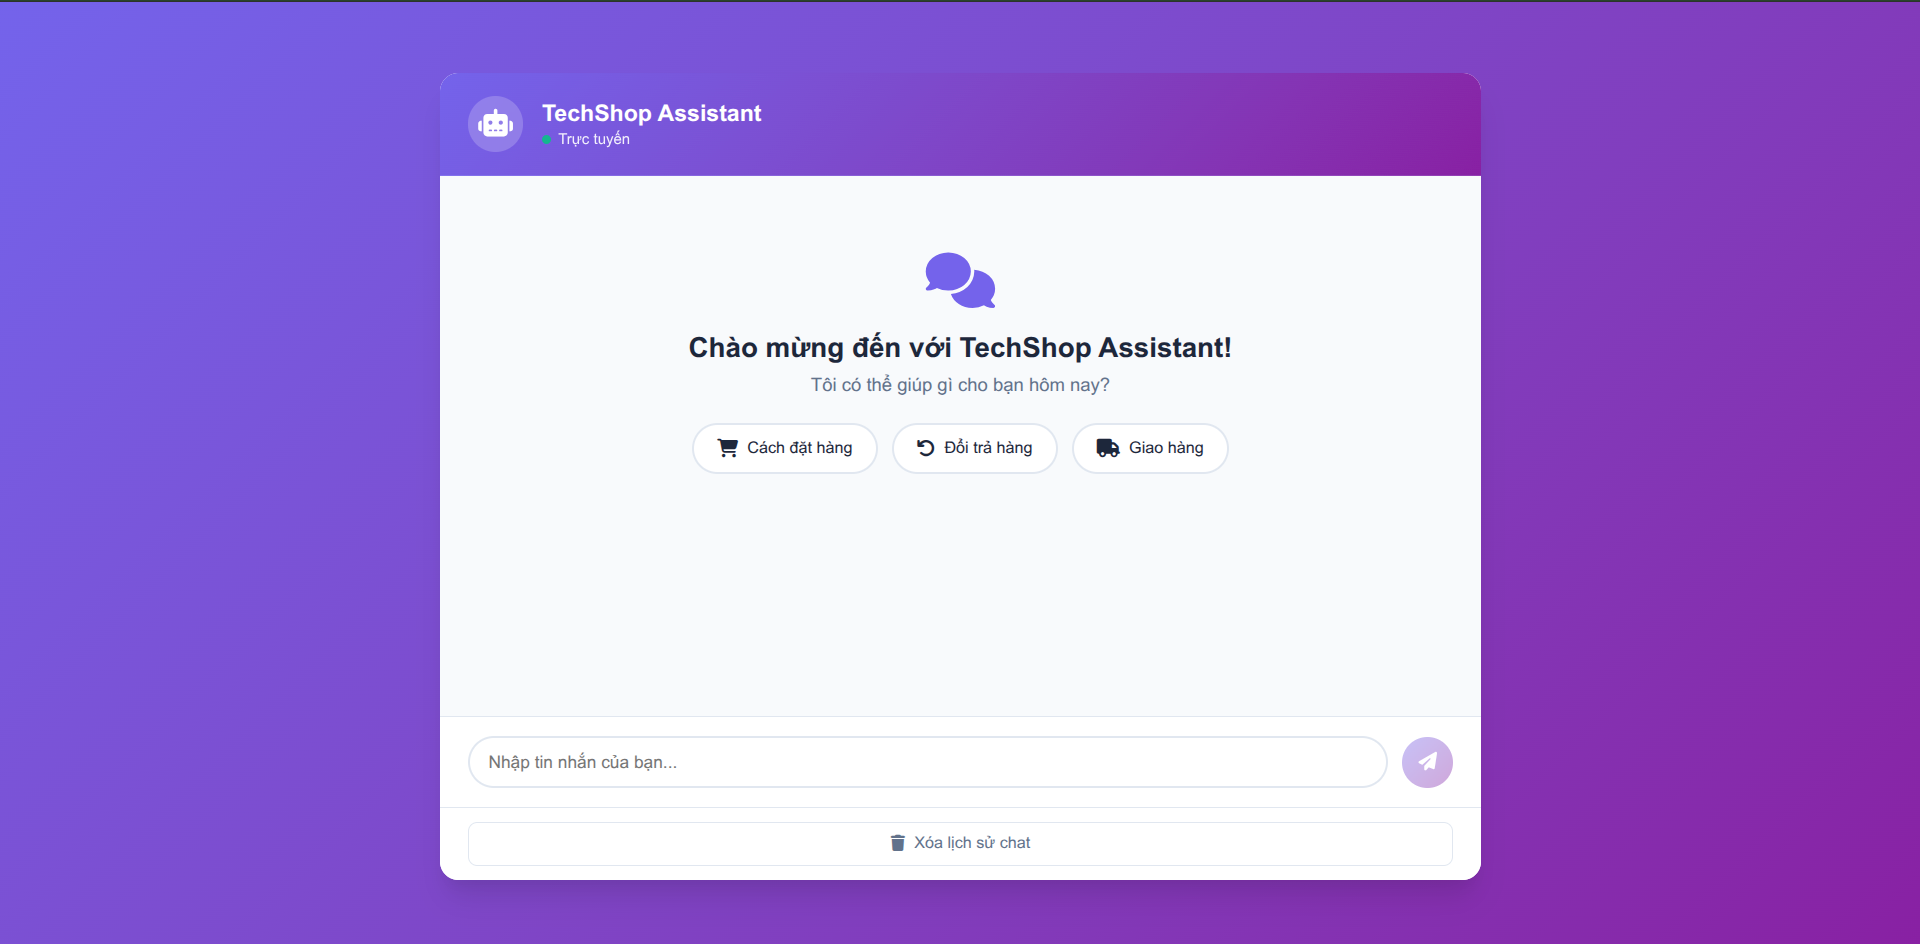 TechShop Assistant
Trực tuyến
Chào mừng đến với TechShop Assistant!
Tôi có thể giúp gì cho bạn hôm nay?
Cách đặt hàng
Đổi trả hàng
Giao hàng
Nhập tin nhắn của bạn...
Xóa lịch sử chat